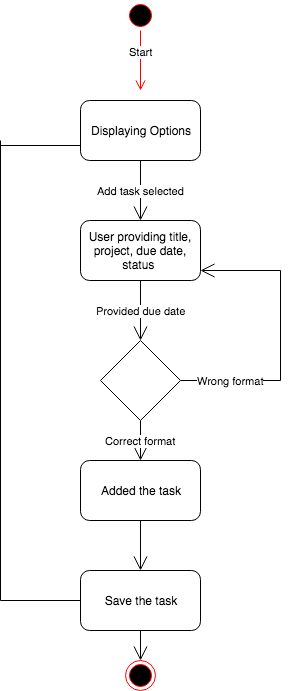 Start
Displaying Options
Add task selected
User providing title,
project, due date,
status
Provided due date
Wrong format
Correct format
Added the task
Save the task